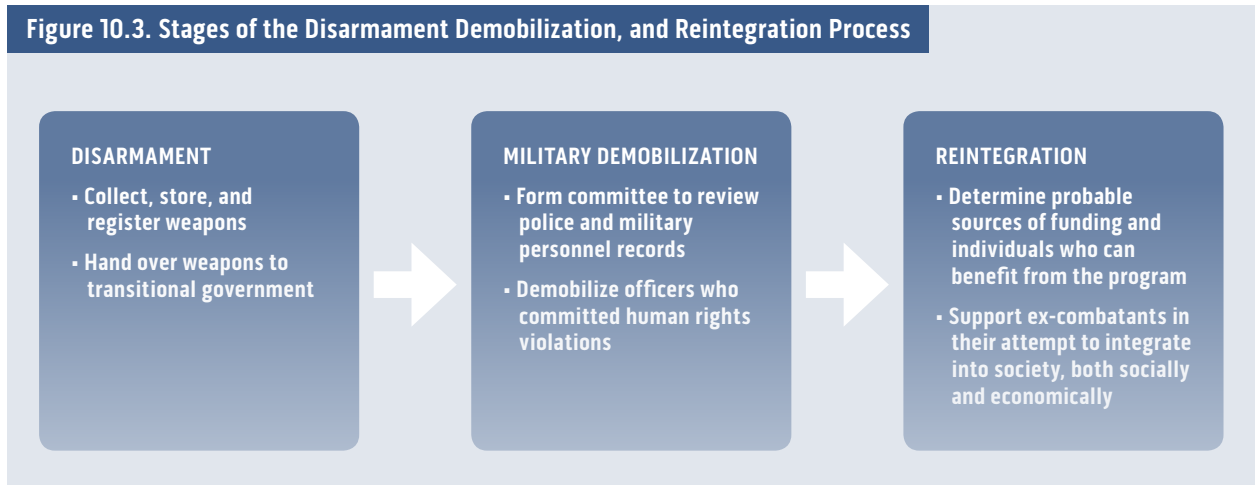 Figure 10.3. Stages of the Disarmament Demobilization, and Reintegration Process
DISARMAMENT
▪ Collect, store, and
register weapons
▪ Hand over weapons to
transitional government
MILITARY DEMOBILIZATION
▪ Form committee to review
police and military
personnel records
▪ Demobilize officers who
committed human rights
violations
REINTEGRATION
▪ Determine probable
sources of funding and
individuals who can
benefit from the program
▪ Support ex-combatants in
their attempt to integrate
into society, both socially
and economically